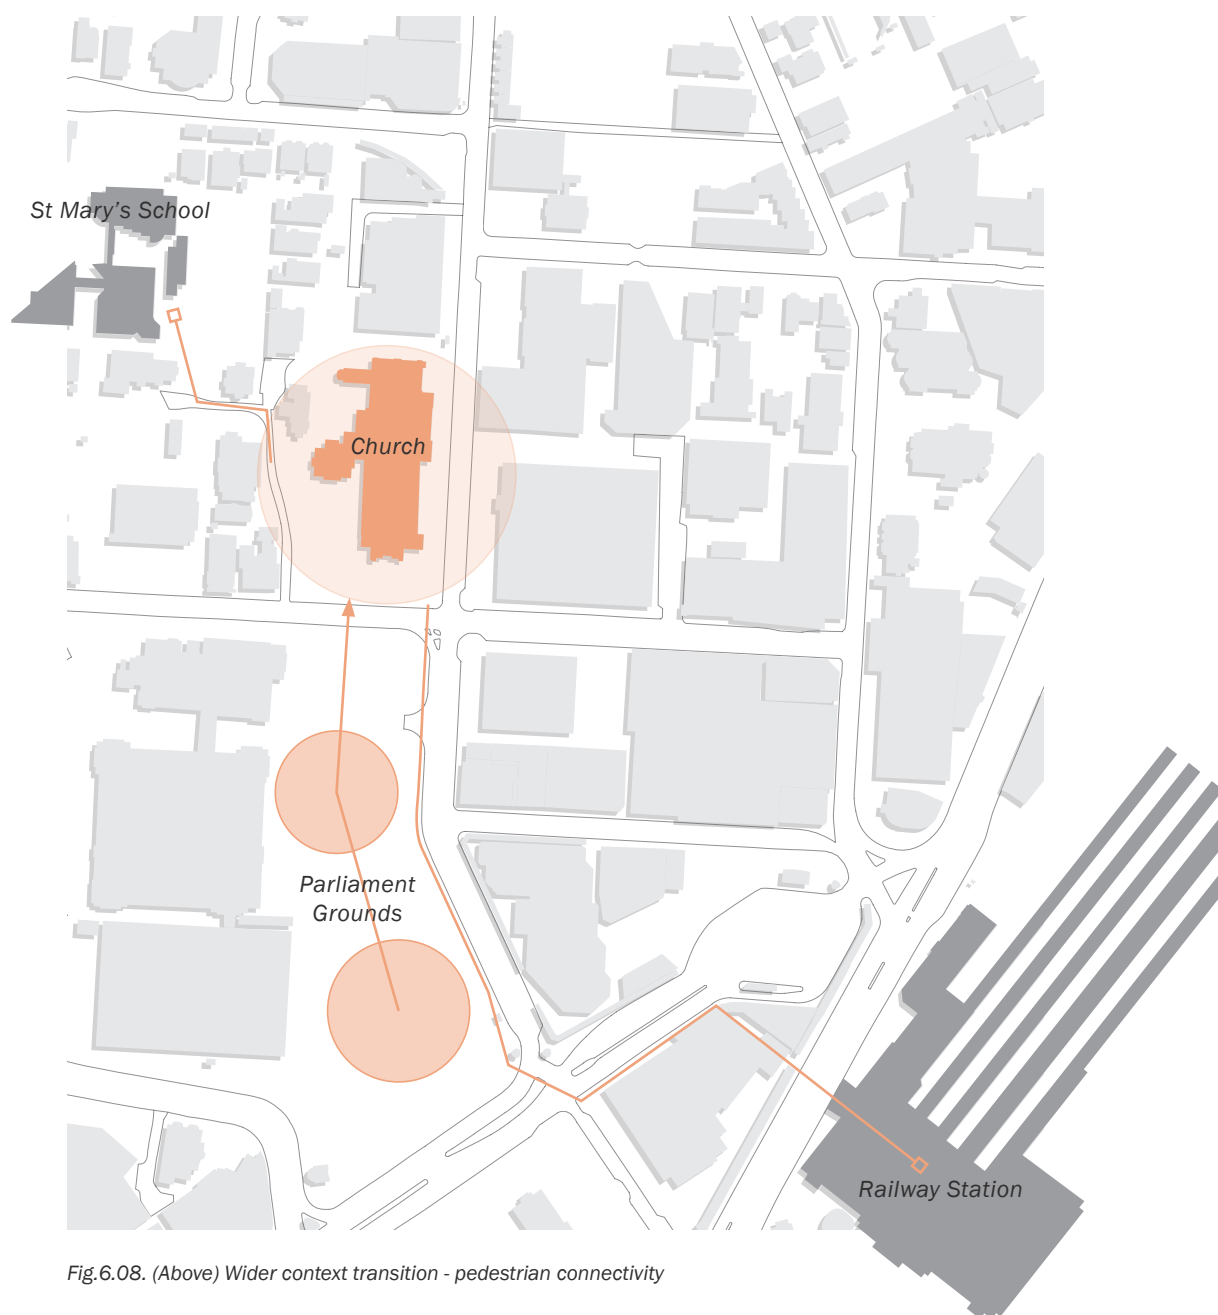 St Mary's School
Church
Parliament
Grounds
Railway Station
Fig.6.08. (Above) Wider context transition - pedestrian connectivity